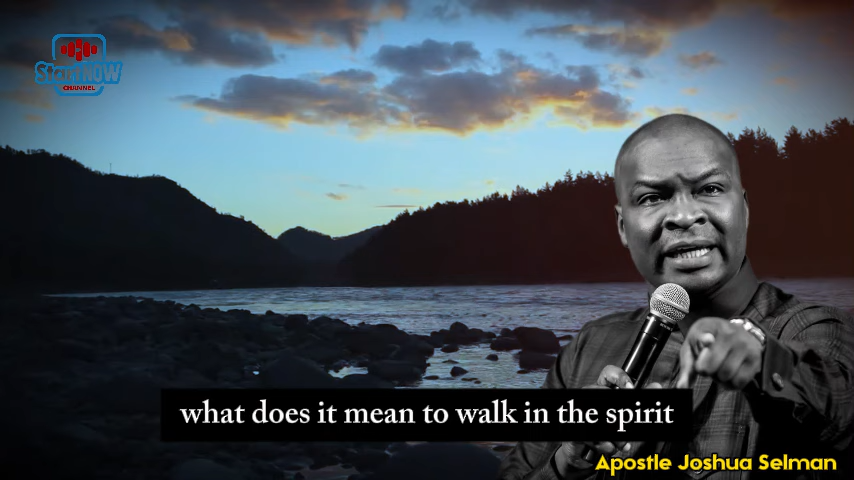 StartNOW
CHANNEL
what does it mean to walk in the spirit
Apostle Joshua Selman